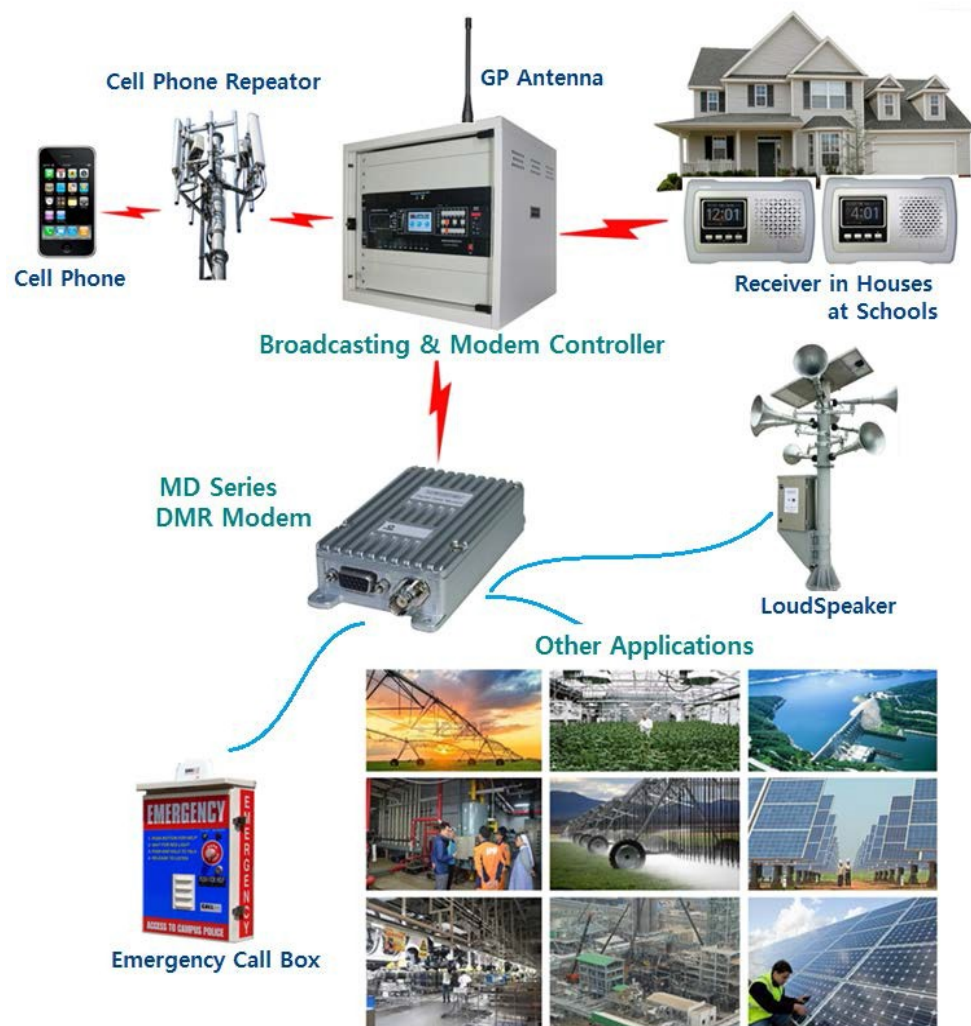 Cell Phone Repeator
GP Antenna
Cell Phone
12:01
4:01
Receiver in Houses
at Schools
Broadcasting & Modem Controller
MD Series
DMR Modem
LoudSpeaker
Other Applications
EMERGENCY
EMERGENCY
ACCESS TO CAMPUS POLICE
Emergency Call Box